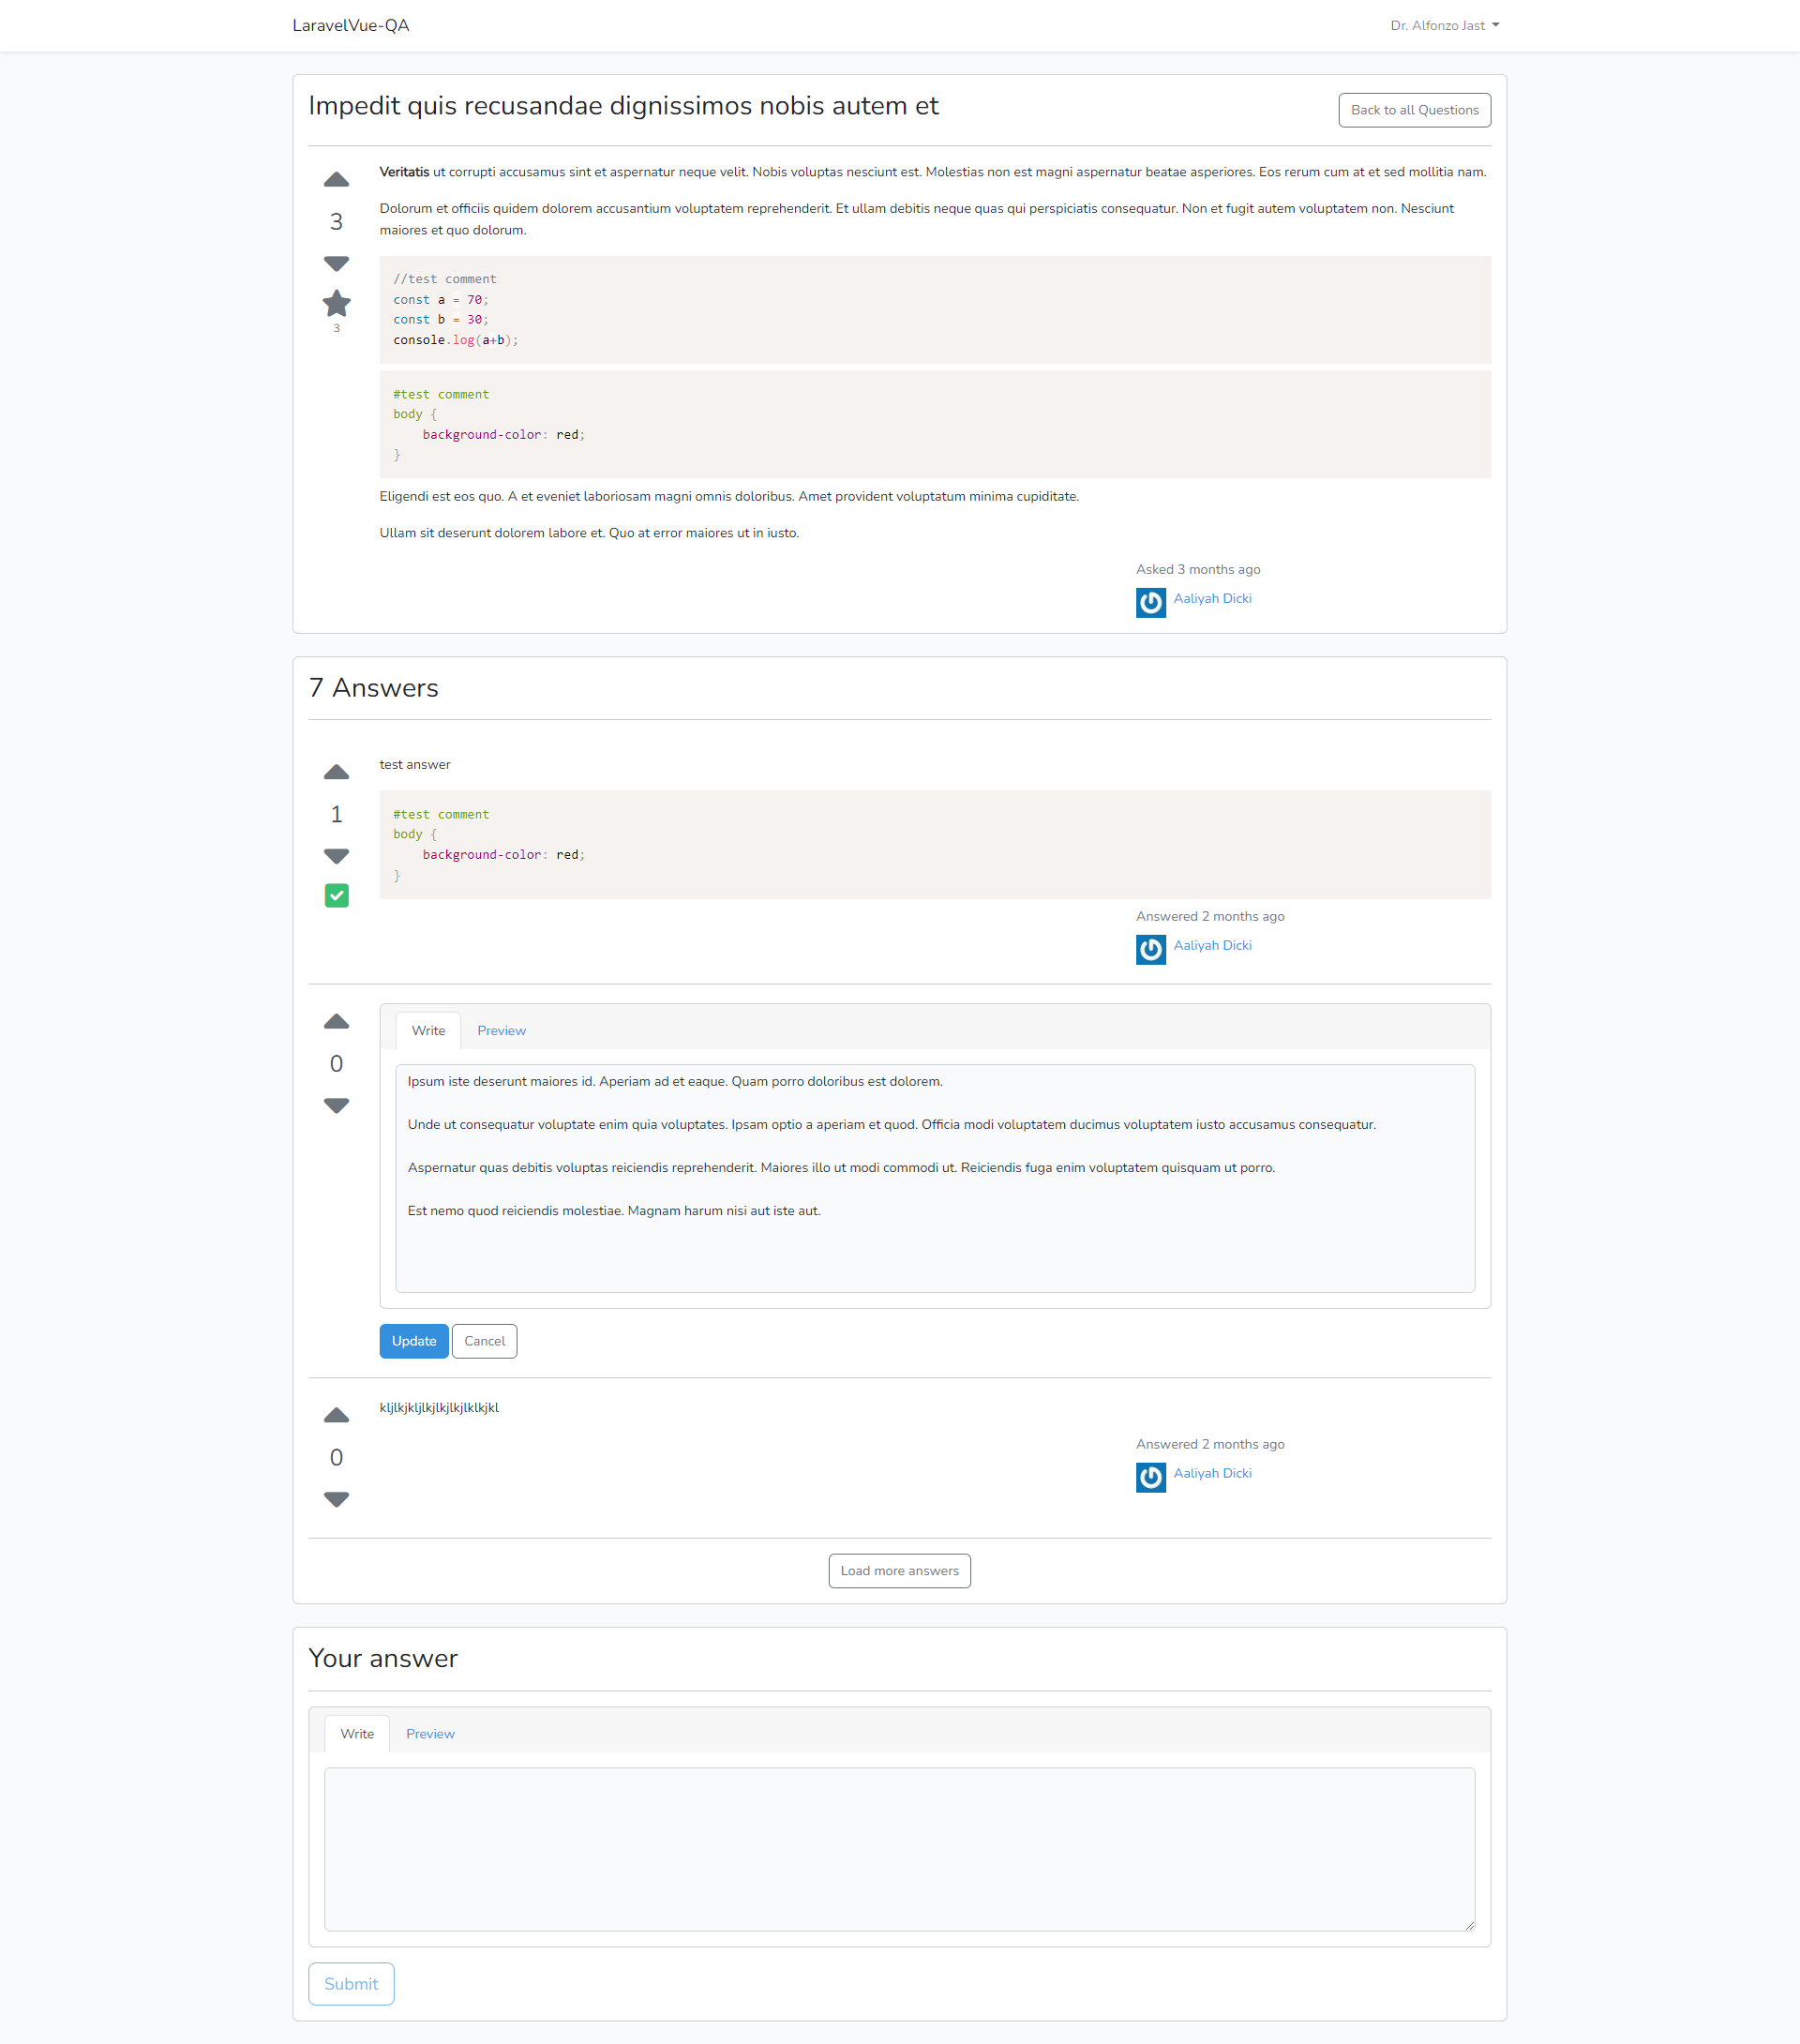 LaravelVue-QA
Dr. Alfonzo Jast
Impedit quis recusandae dignissimos nobis autem et
Back to all Questions
Veritatis ut corrupti accusamus sint et aspernatur neque velit. Nobis voluptas nesciunt est. Molestias non est magni aspernatur beatae asperiores. Eos rerum cum at et sed mollitia nam.
3
Dolorum et officiis quidem dolorem accusantium voluptatem reprehenderit. Et ullam debitis neque quas qui perspiciatis consequatur. Non et fugit autem voluptatem non. Nesciunt
maiores et quo dolorum.
3
//test comment
const a = 70;
const b = 30;
console.log(a+b);
#test comment
body {
    background-color: red;
}
Eligendi est eos quo. A et eveniet laboriosam magni omnis doloribus. Amet provident voluptatum minima cupiditate.
Ullam sit deserunt dolorem labore et. Quo at error maiores ut in iusto.
Asked 3 months ago
Aaliyah Dicki
7 Answers
test answer
1
#test comment
body {
    background-color: red;
}
Answered 2 months ago
Aaliyah Dicki
0
Write Preview
Ipsum iste deserunt maiores id. Aperiam ad et eaque. Quam porro doloribus est dolorem.
Unde ut consequatur voluptate enim quia voluptates. Ipsam optio a aperiam et quod. Officia modi voluptatem ducimus voluptatem iusto accusamus consequatur.
Aspernatur quas debitis voluptas reiciendis reprehenderit. Maiores illo ut modi commodi ut. Reiciendis fuga enim voluptatem quisquam ut porro.
Est nemo quod reiciendis molestiae. Magnam harum nisi aut iste aut.
Update Cancel
kljlkjkljlkjlkjlkjlklkjkl
0
Answered 2 months ago
Aaliyah Dicki
Load more answers
Your answer
Write Preview
Submit